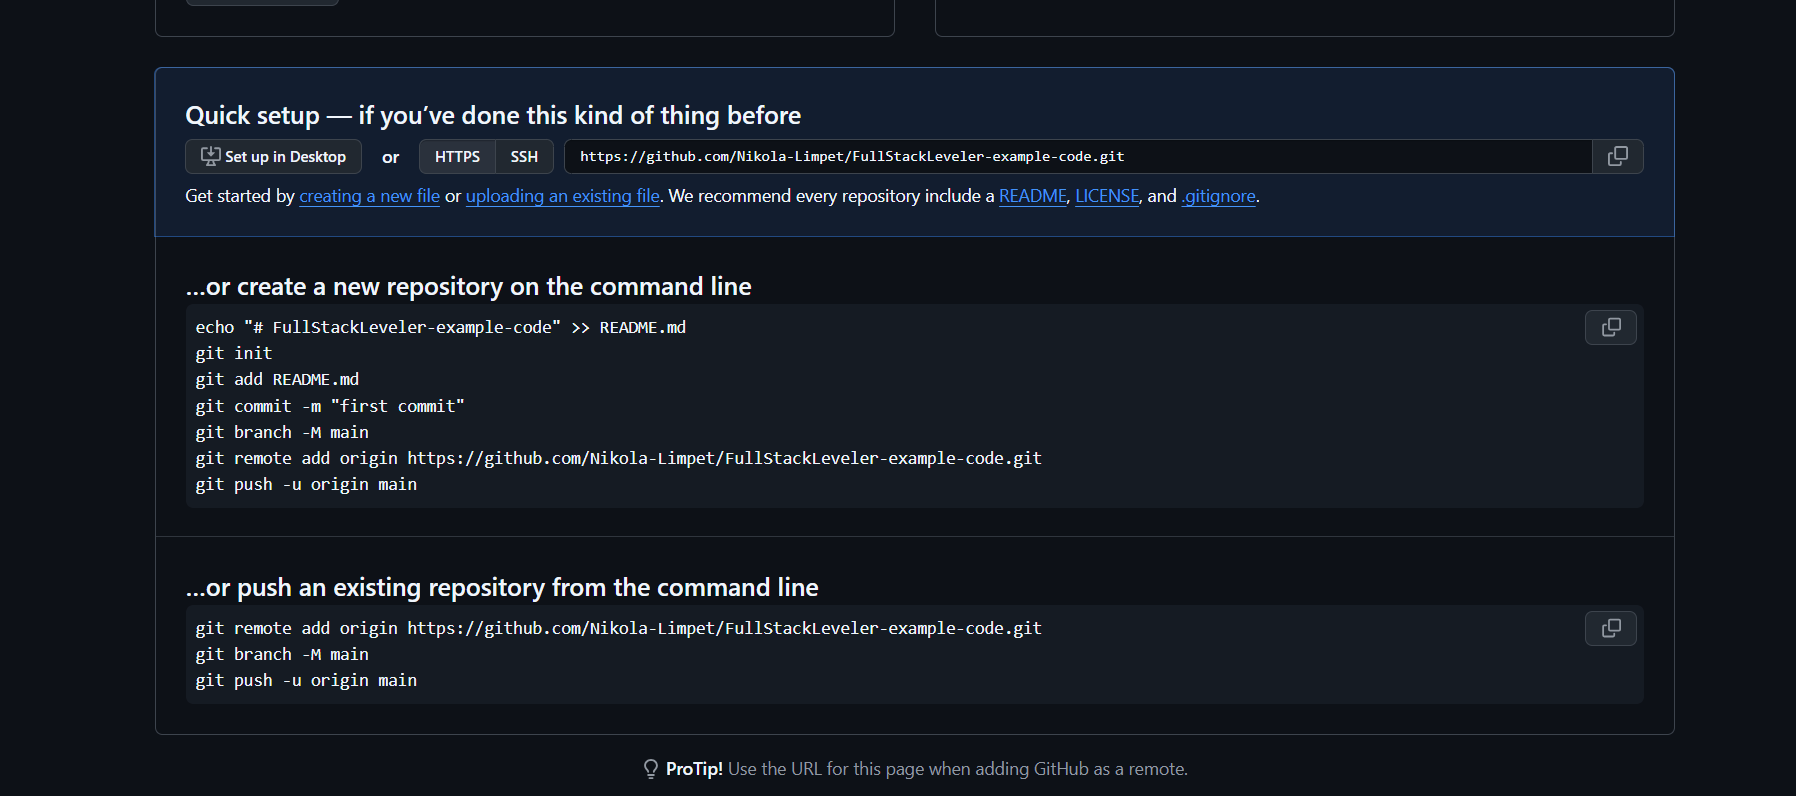 Quick setup — if you’ve done this kind of thing before
Set up in Desktop or HTTPS SSH https://github.com/Nikola-Limpet/FullStackLeveler-example-code.git
Get started by creating a new file or uploading an existing file. We recommend every repository include a README, LICENSE, and .gitignore.
…or create a new repository on the command line
echo "# FullStackLeveler-example-code" >> README.md
git init
git add README.md
git commit -m "first commit"
git branch -M main
git remote add origin https://github.com/Nikola-Limpet/FullStackLeveler-example-code.git
git push -u origin main
…or push an existing repository from the command line
git remote add origin https://github.com/Nikola-Limpet/FullStackLeveler-example-code.git
git branch -M main
git push -u origin main
ProTip! Use the URL for this page when adding GitHub as a remote.